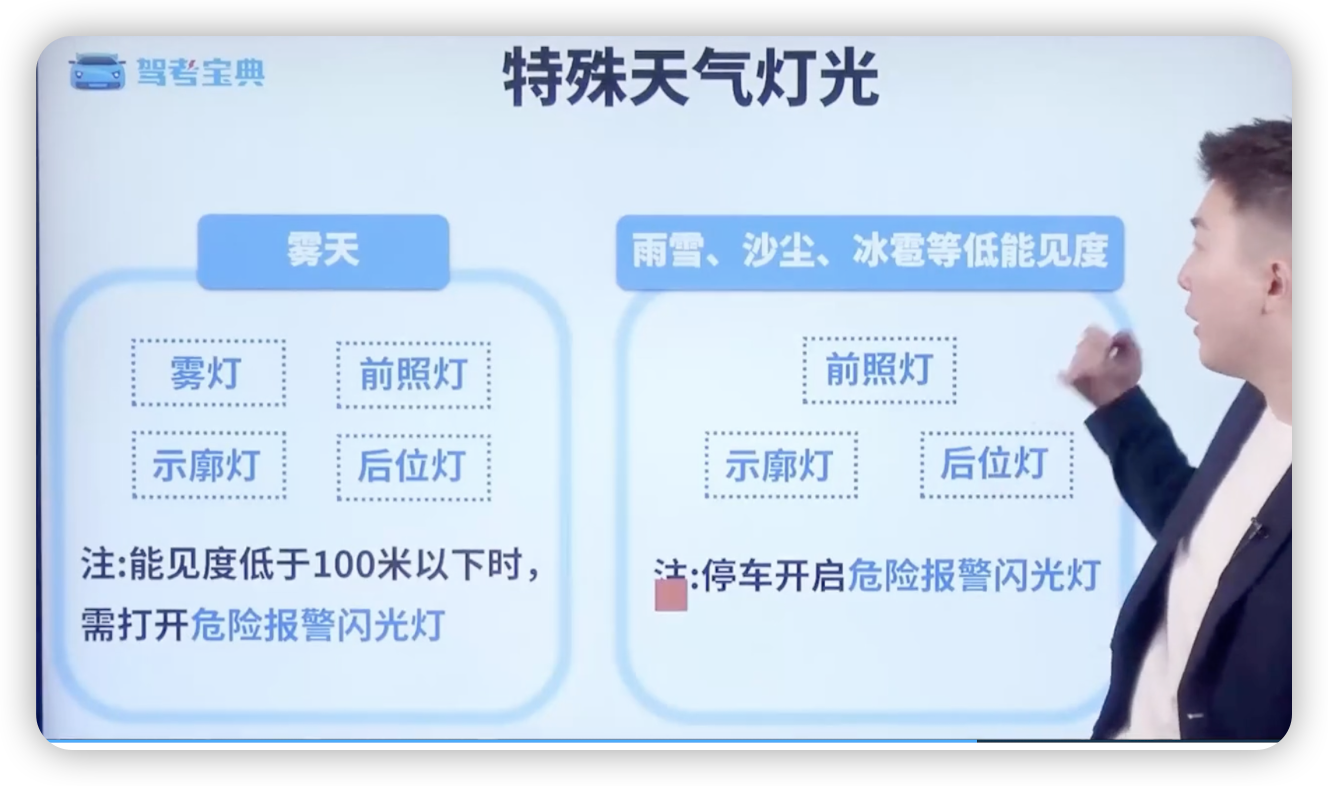 驾考宝典
特殊天气灯光
雾天
雾灯
前照灯
示廓灯
后位灯
注:能见度低于100米以下时，
需打开危险报警闪光灯
雨雪、沙尘、冰雹等低能见度
前照灯
示廓灯
后位灯
注:停车开启危险报警闪光灯